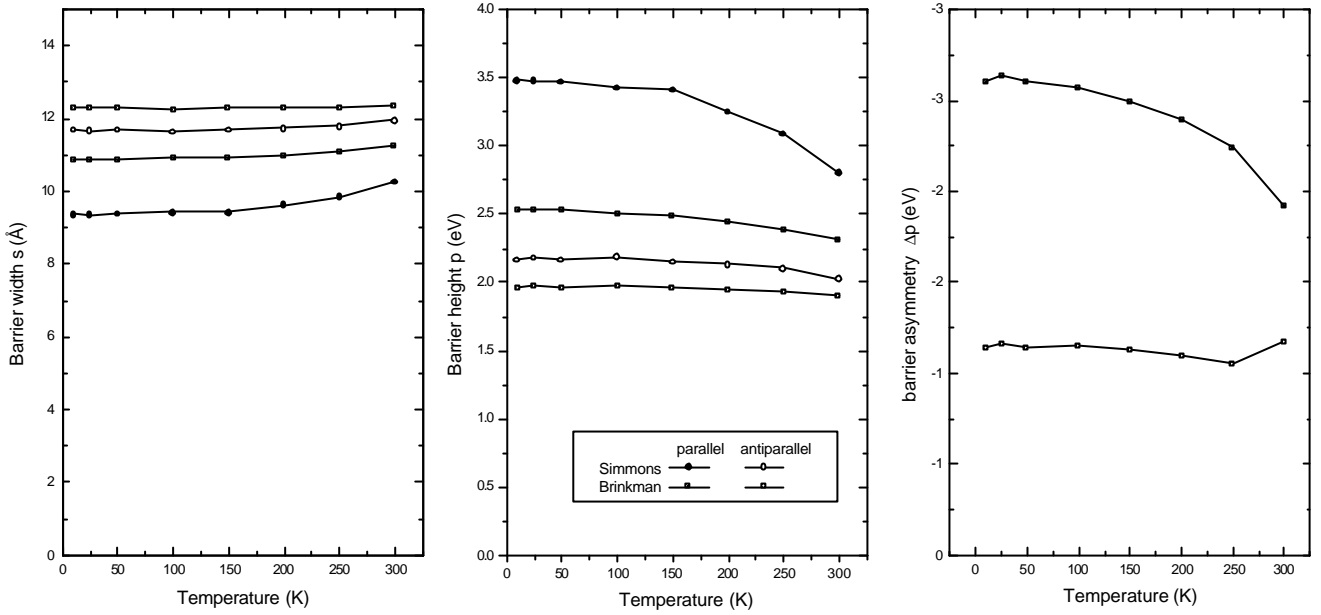 14
12
10
8
6
4
2
0
0 50 100 150 200 250 300
Barrier width s (Å)
Temperature (K)
4.0
3.5
3.0
2.5
2.0
1.5
1.0
0.5
0.0
0 50 100 150 200 250 300
Barrier height p (eV)
Temperature (K)
parallel antiparallel
Simmons
Brinkman
-3
-3
-2
-2
-1
-1
0
0 50 100 150 200 250 300
barrier asymmetry Δp (eV)
Temperature (K)